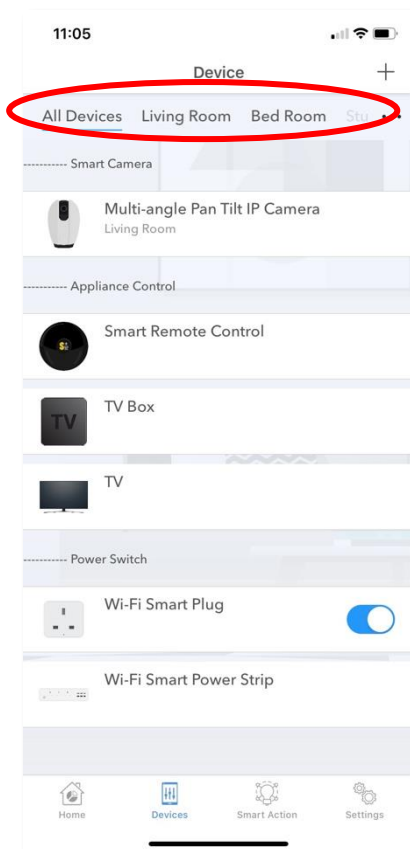 11:05
Device +
All Devices Living Room Bed Room Stu •••
----------- Smart Camera
Multi-angle Pan Tilt IP Camera
Living Room
----------- Appliance Control
Smart Remote Control
TV
TV Box
TV
----------- Power Switch
Wi-Fi Smart Plug
Wi-Fi Smart Power Strip
Home Devices Smart Action Settings